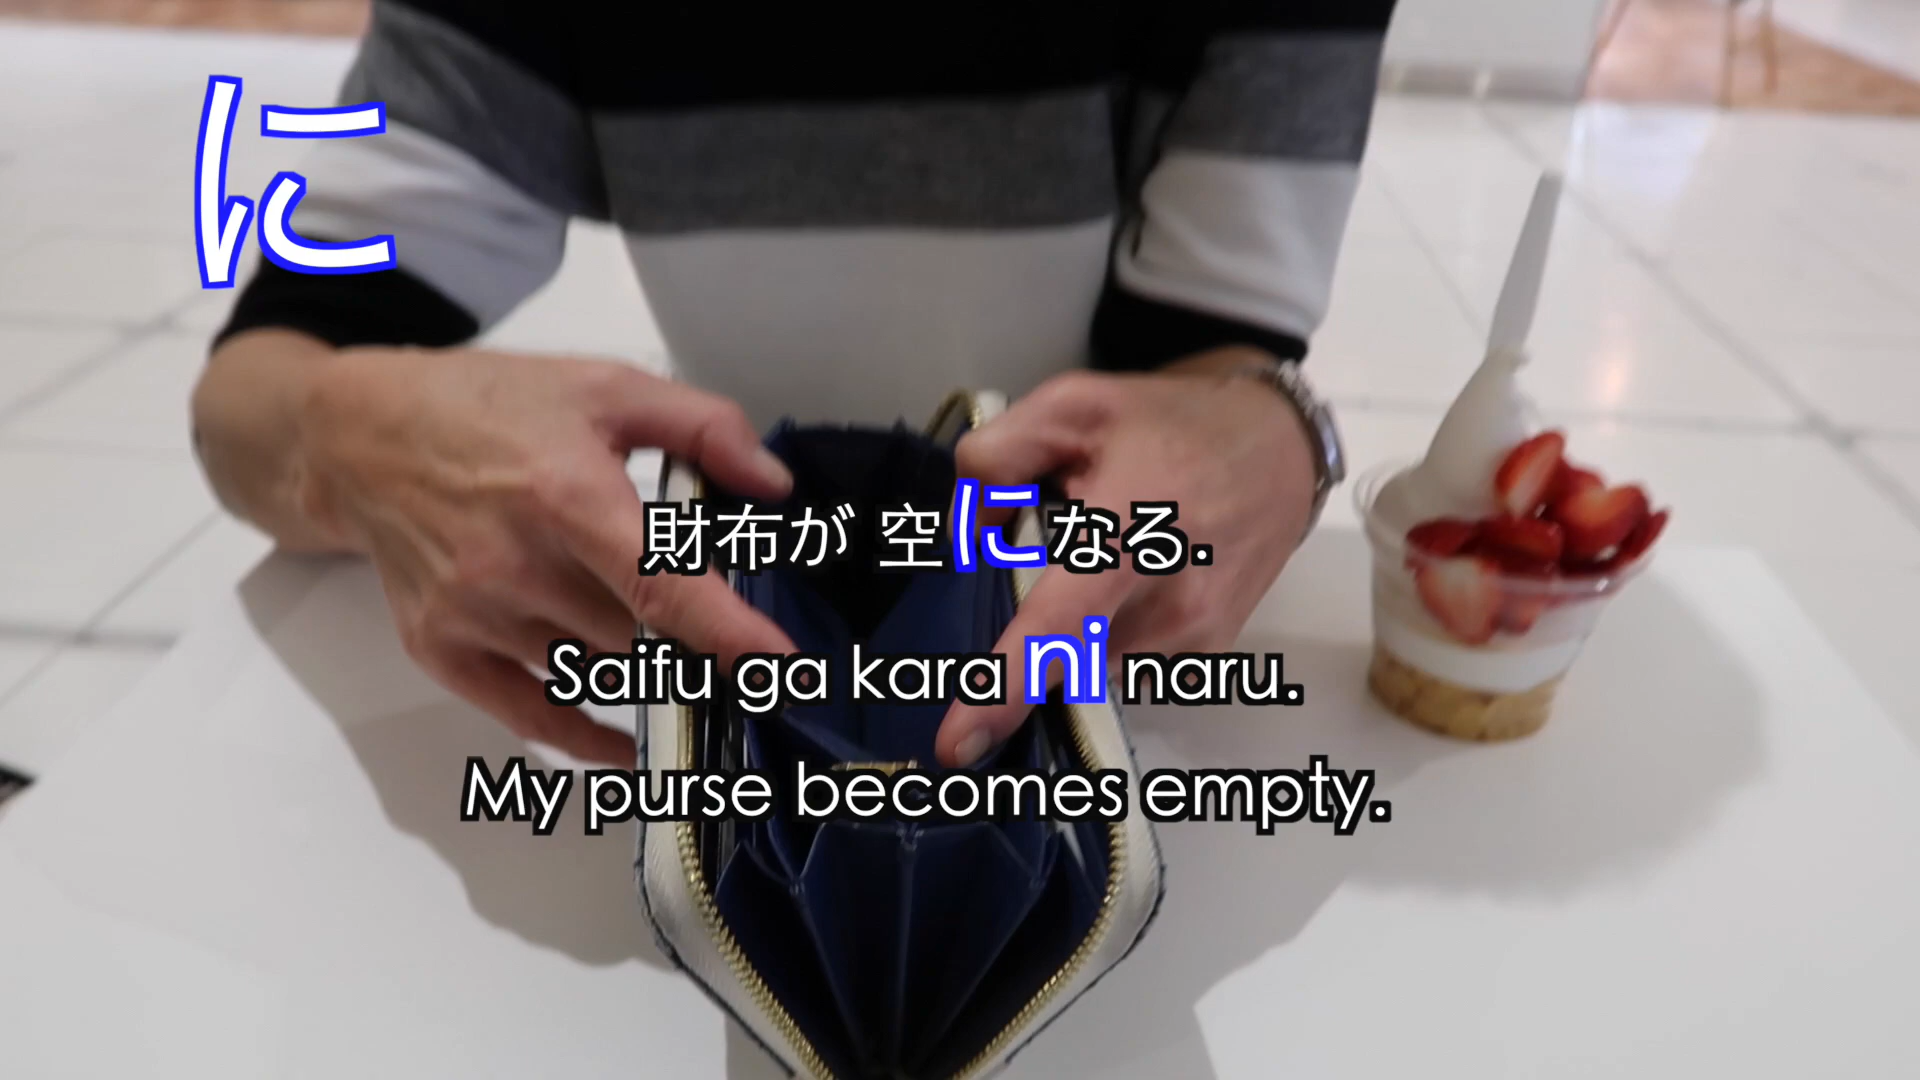 に
財布が 空になる.
Saifu ga kara ni naru.
My purse becomes empty.